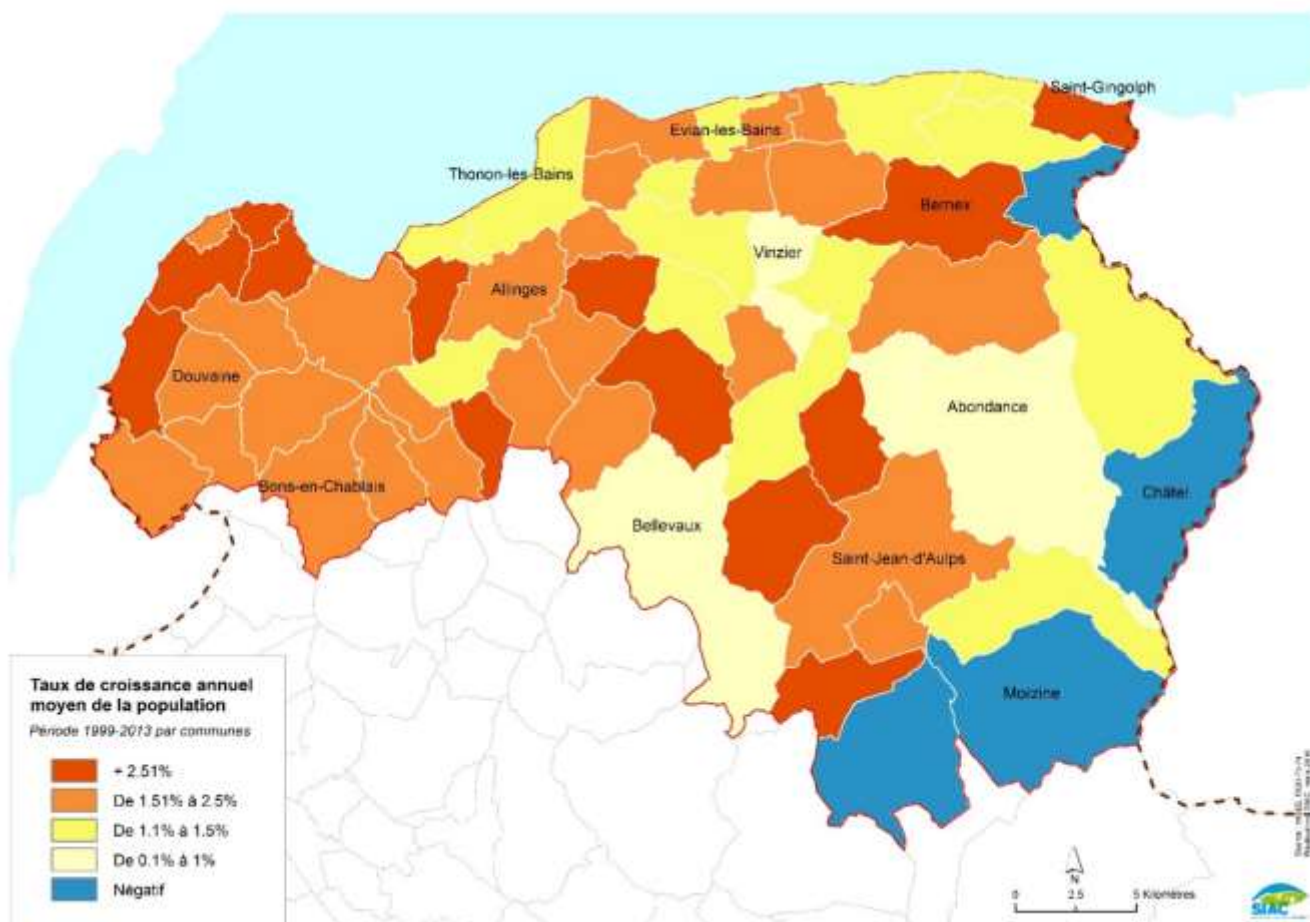 Saint-Gingolph
Evian-les-Bains
Thonon-les-Bains
Bernex
Vinzier
Allinges
Douvaine
Abondance
Bons-en-Chablais
Châtel
Bellevaux
Saint-Jean-d'Aulps
Morzine
Taux de croissance annuel
moyen de la population
Période 1999-2013 par communes
+ 2.51%
De 1.51% à 2.5%
De 1.1% à 1.5%
De 0.1% à 1%
Négatif
N
0 2.5 5 Kilomètres
SIAC